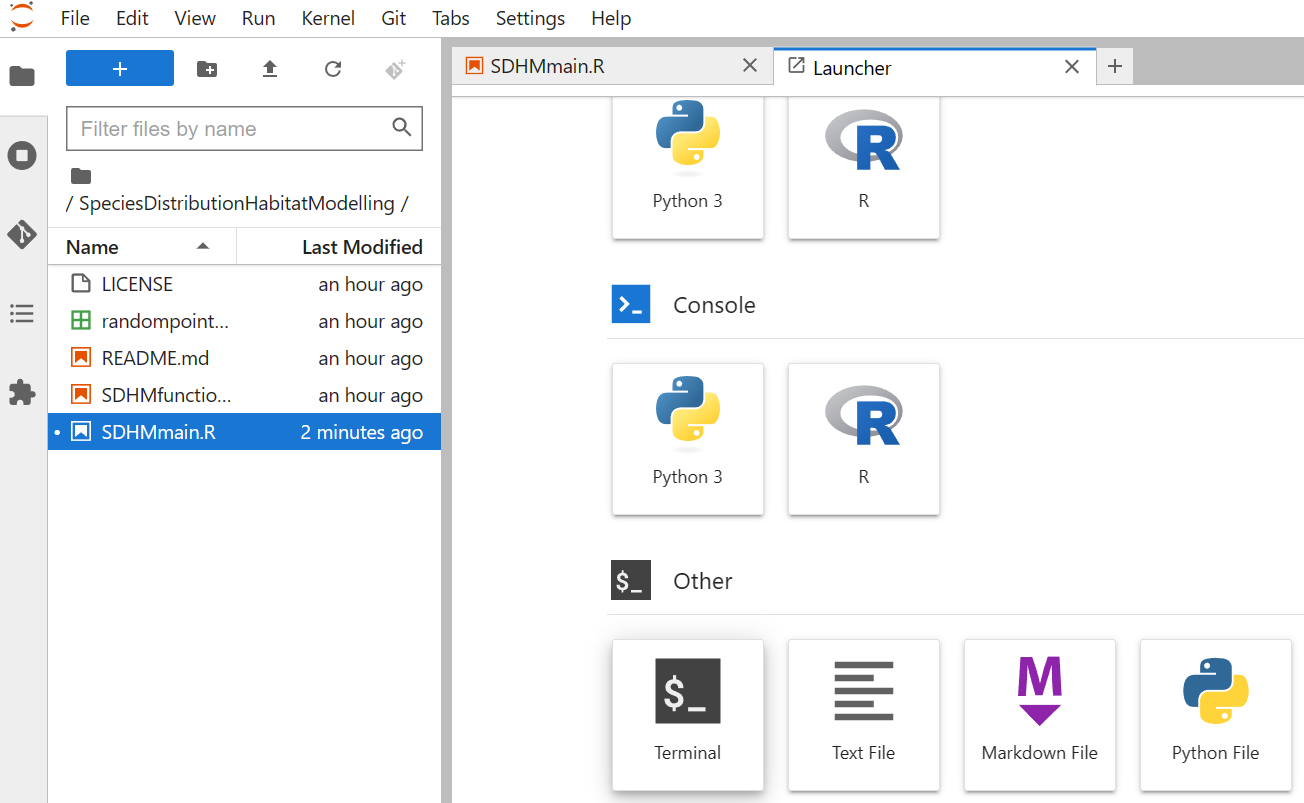 File Edit View Run Kernel Git Tabs Settings Help
SDHMmain.R
Launcher
Filter files by name
/ SpeciesDistributionHabitatModelling /
Name Last Modified
LICENSE an hour ago
randompoint... an hour ago
README.md an hour ago
SDHMfunctio... an hour ago
SDHMmain.R 2 minutes ago
Python 3 R
>_ Console
Python 3 R
$_ Other
$_
M
Terminal Text File Markdown File Python File